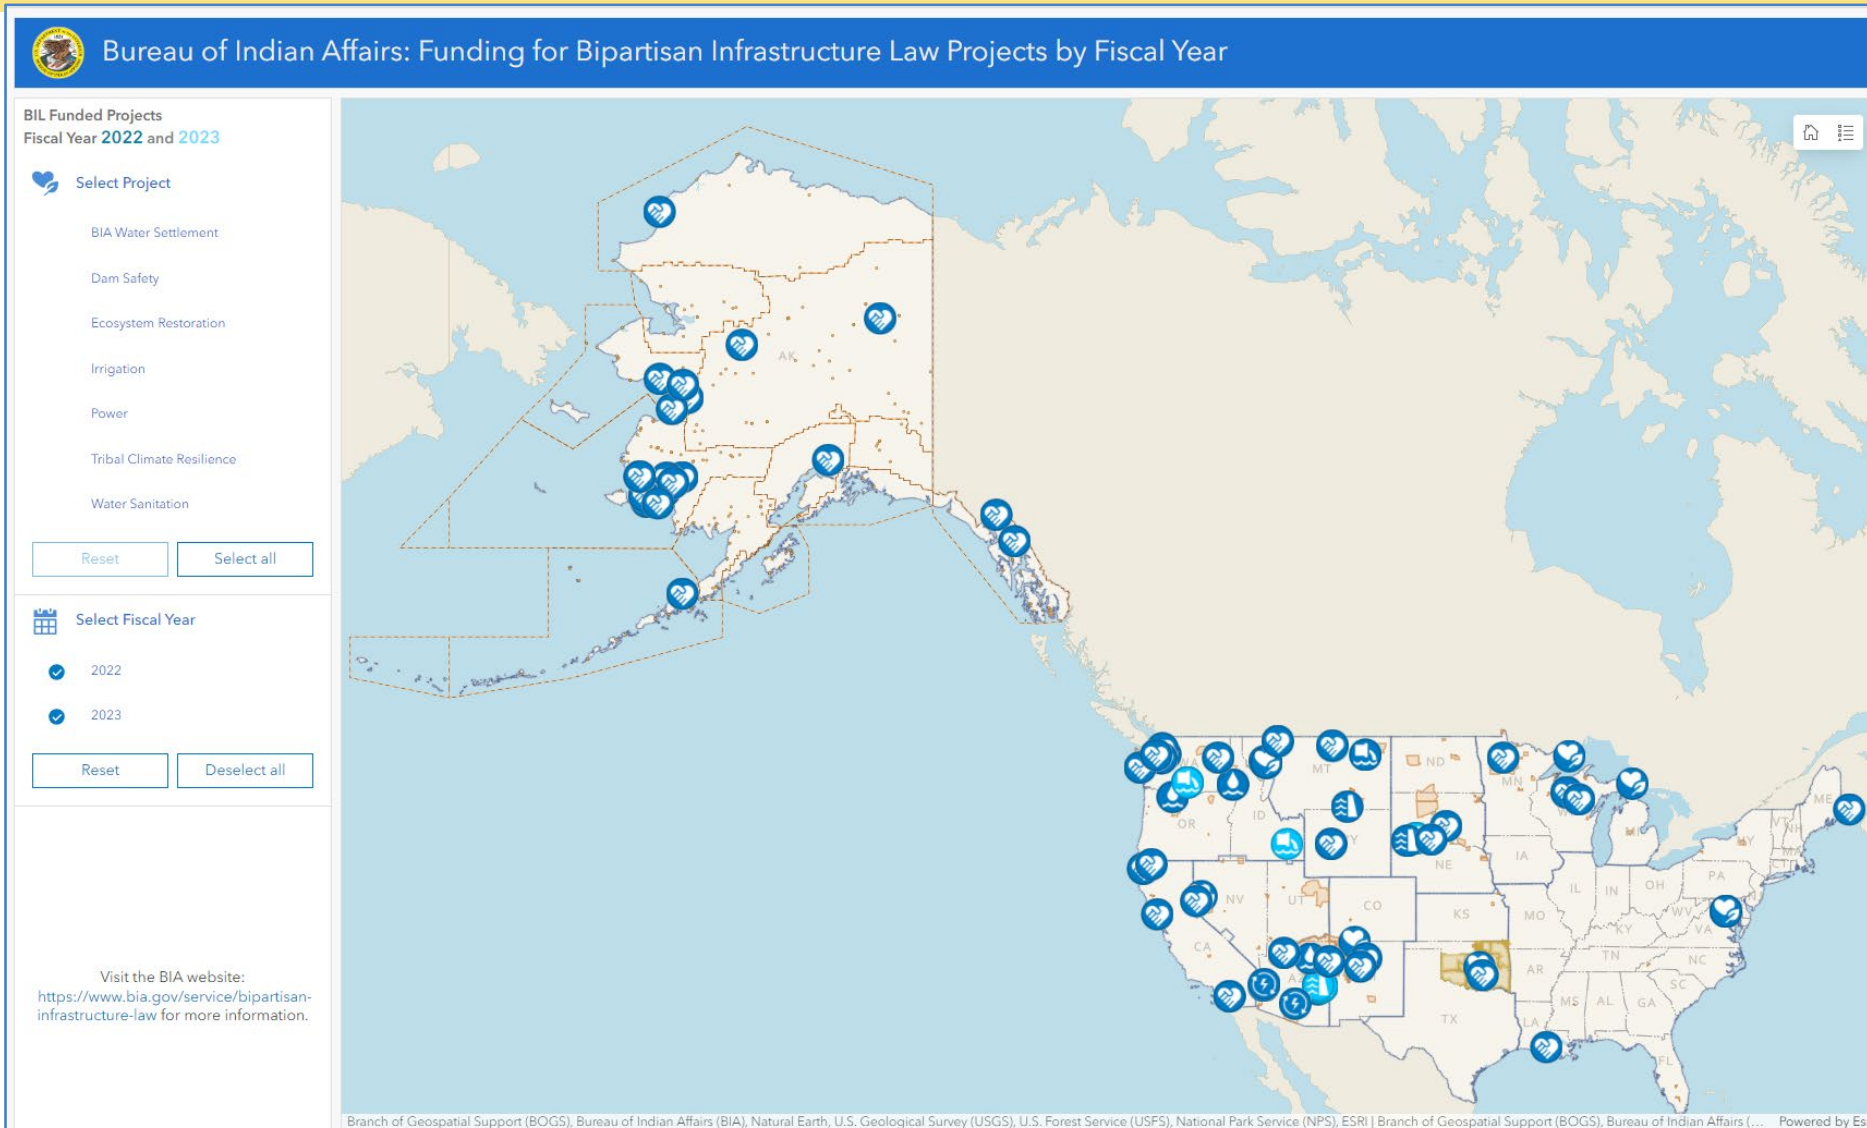 Bureau of Indian Affairs: Funding for Bipartisan Infrastructure Law Projects by Fiscal Year
BIL Funded Projects
Fiscal Year 2022 and 2023
Select Project
BIA Water Settlement
Dam Safety
Ecosystem Restoration
Irrigation
Power
Tribal Climate Resilience
Water Sanitation
Reset
Select all
Select Fiscal Year
2022
2023
Reset
Deselect all
Visit the BIA website:
https://www.bia.gov/service/bipartisan-
infrastructure-law for more information.
AK
MT
ND
MN
ME
OR
ID
VT
NH
NY
MA
CT
MI
NE
IA
PA
NV
UT
CO
KS
MO
IL
IN
OH
WV
VA
KY
CA
AZ
AR
TN
NC
SC
MS
AL
GA
TX
LA
FL
Branch of Geospatial Support (BOGS), Bureau of Indian Affairs (BIA), Natural Earth, U.S. Geological Survey (USGS), U.S. Forest Service (USFS), National Park Service (NPS), ESRI | Branch of Geospatial Support (BOGS), Bureau of Indian Affairs (... Powered by Es